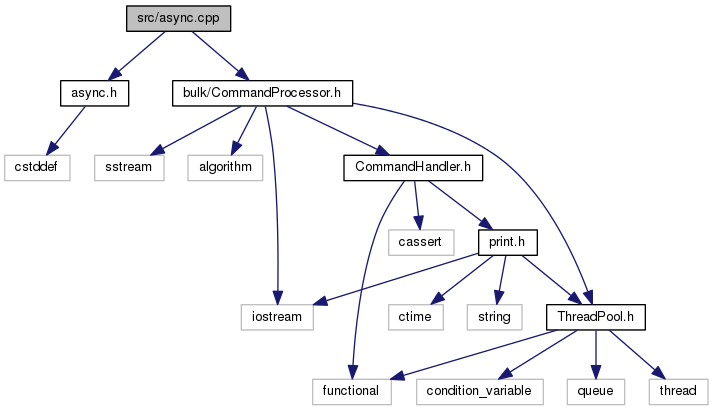 src/async.cpp
async.h
bulk/CommandProcessor.h
cstddef
sstream
algorithm
CommandHandler.h
cassert
print.h
iostream
ctime
string
ThreadPool.h
functional
condition_variable
queue
thread